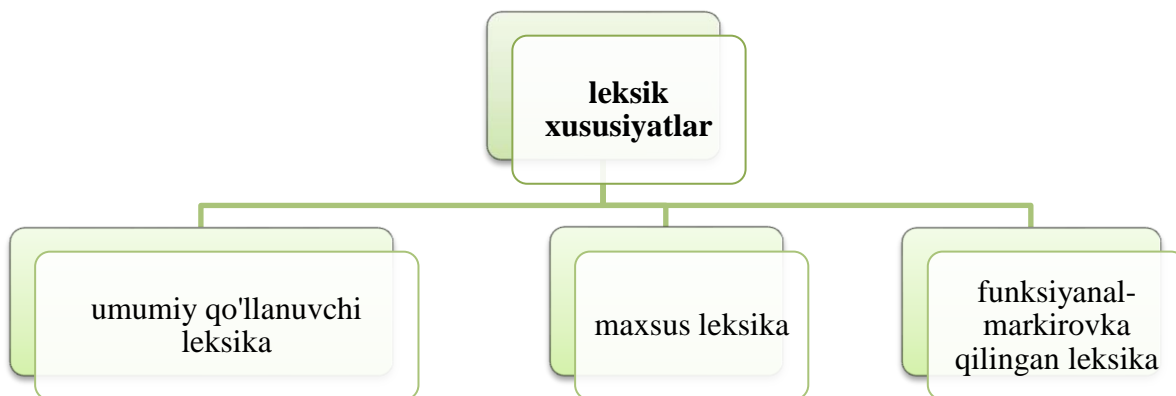 leksik
xususiyatlar
umumiy qo'llanuvchi
leksika
maxsus leksika
funksiyanal-
markirovka
qilingan leksika